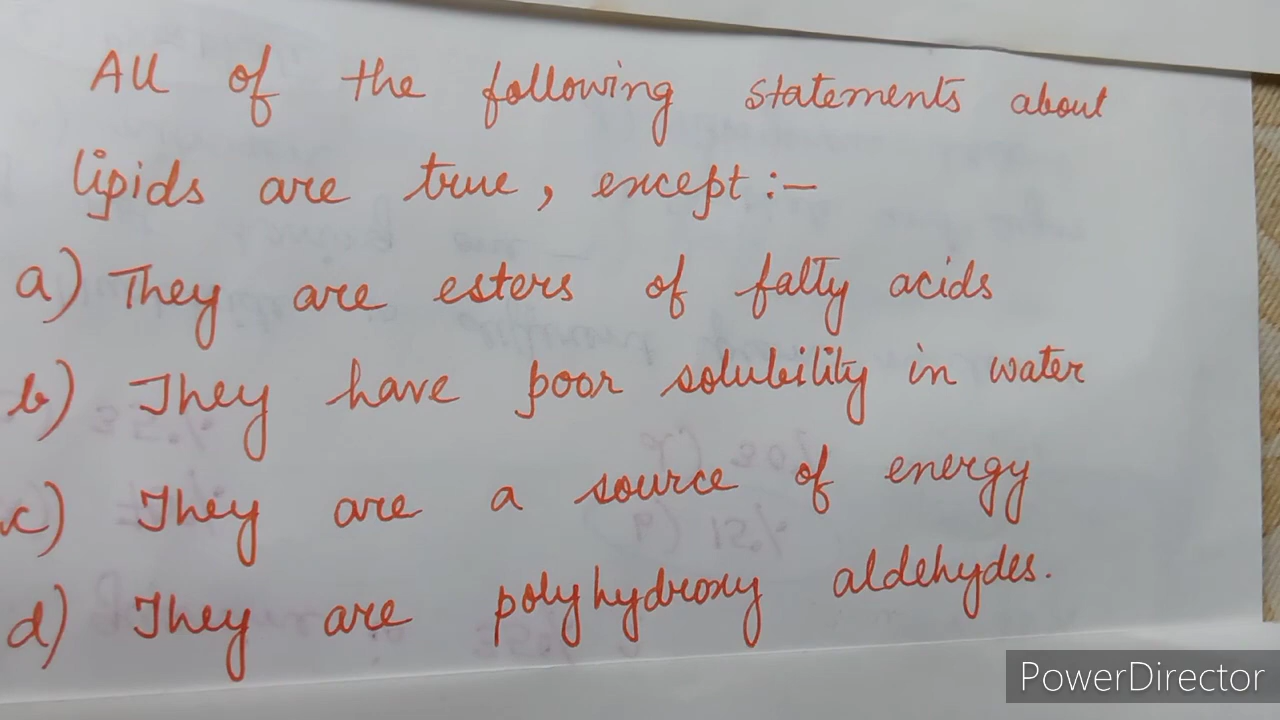 All of the following statements about
lipids are true, except :-
a) They are esters of fatty acids
b) They have poor solubility in water
c) They are a source of energy
d) They are polyhydroxy aldehydes.
PowerDirector